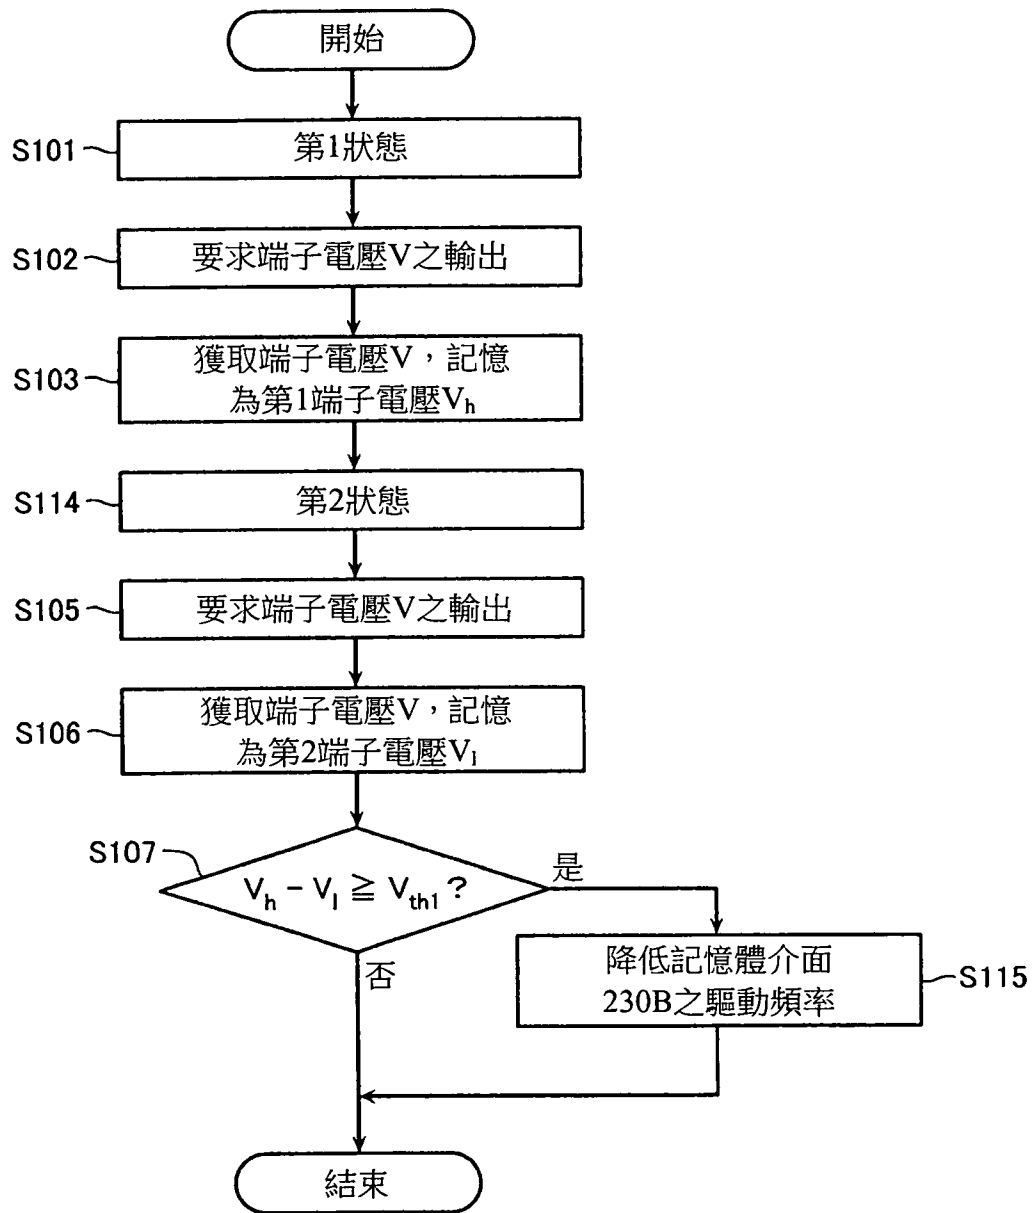 開始
S101
第1狀態
S102
要求端子電壓V之輸出
S103
獲取端子電壓V，記憶
為第1端子電壓Vh
S114
第2狀態
S105
要求端子電壓V之輸出
S106
獲取端子電壓V，記憶
為第2端子電壓Vl
S107
Vh - Vl ≧ Vth1 ?
是
否
降低記憶體介面
230B之驅動頻率
S115
結束